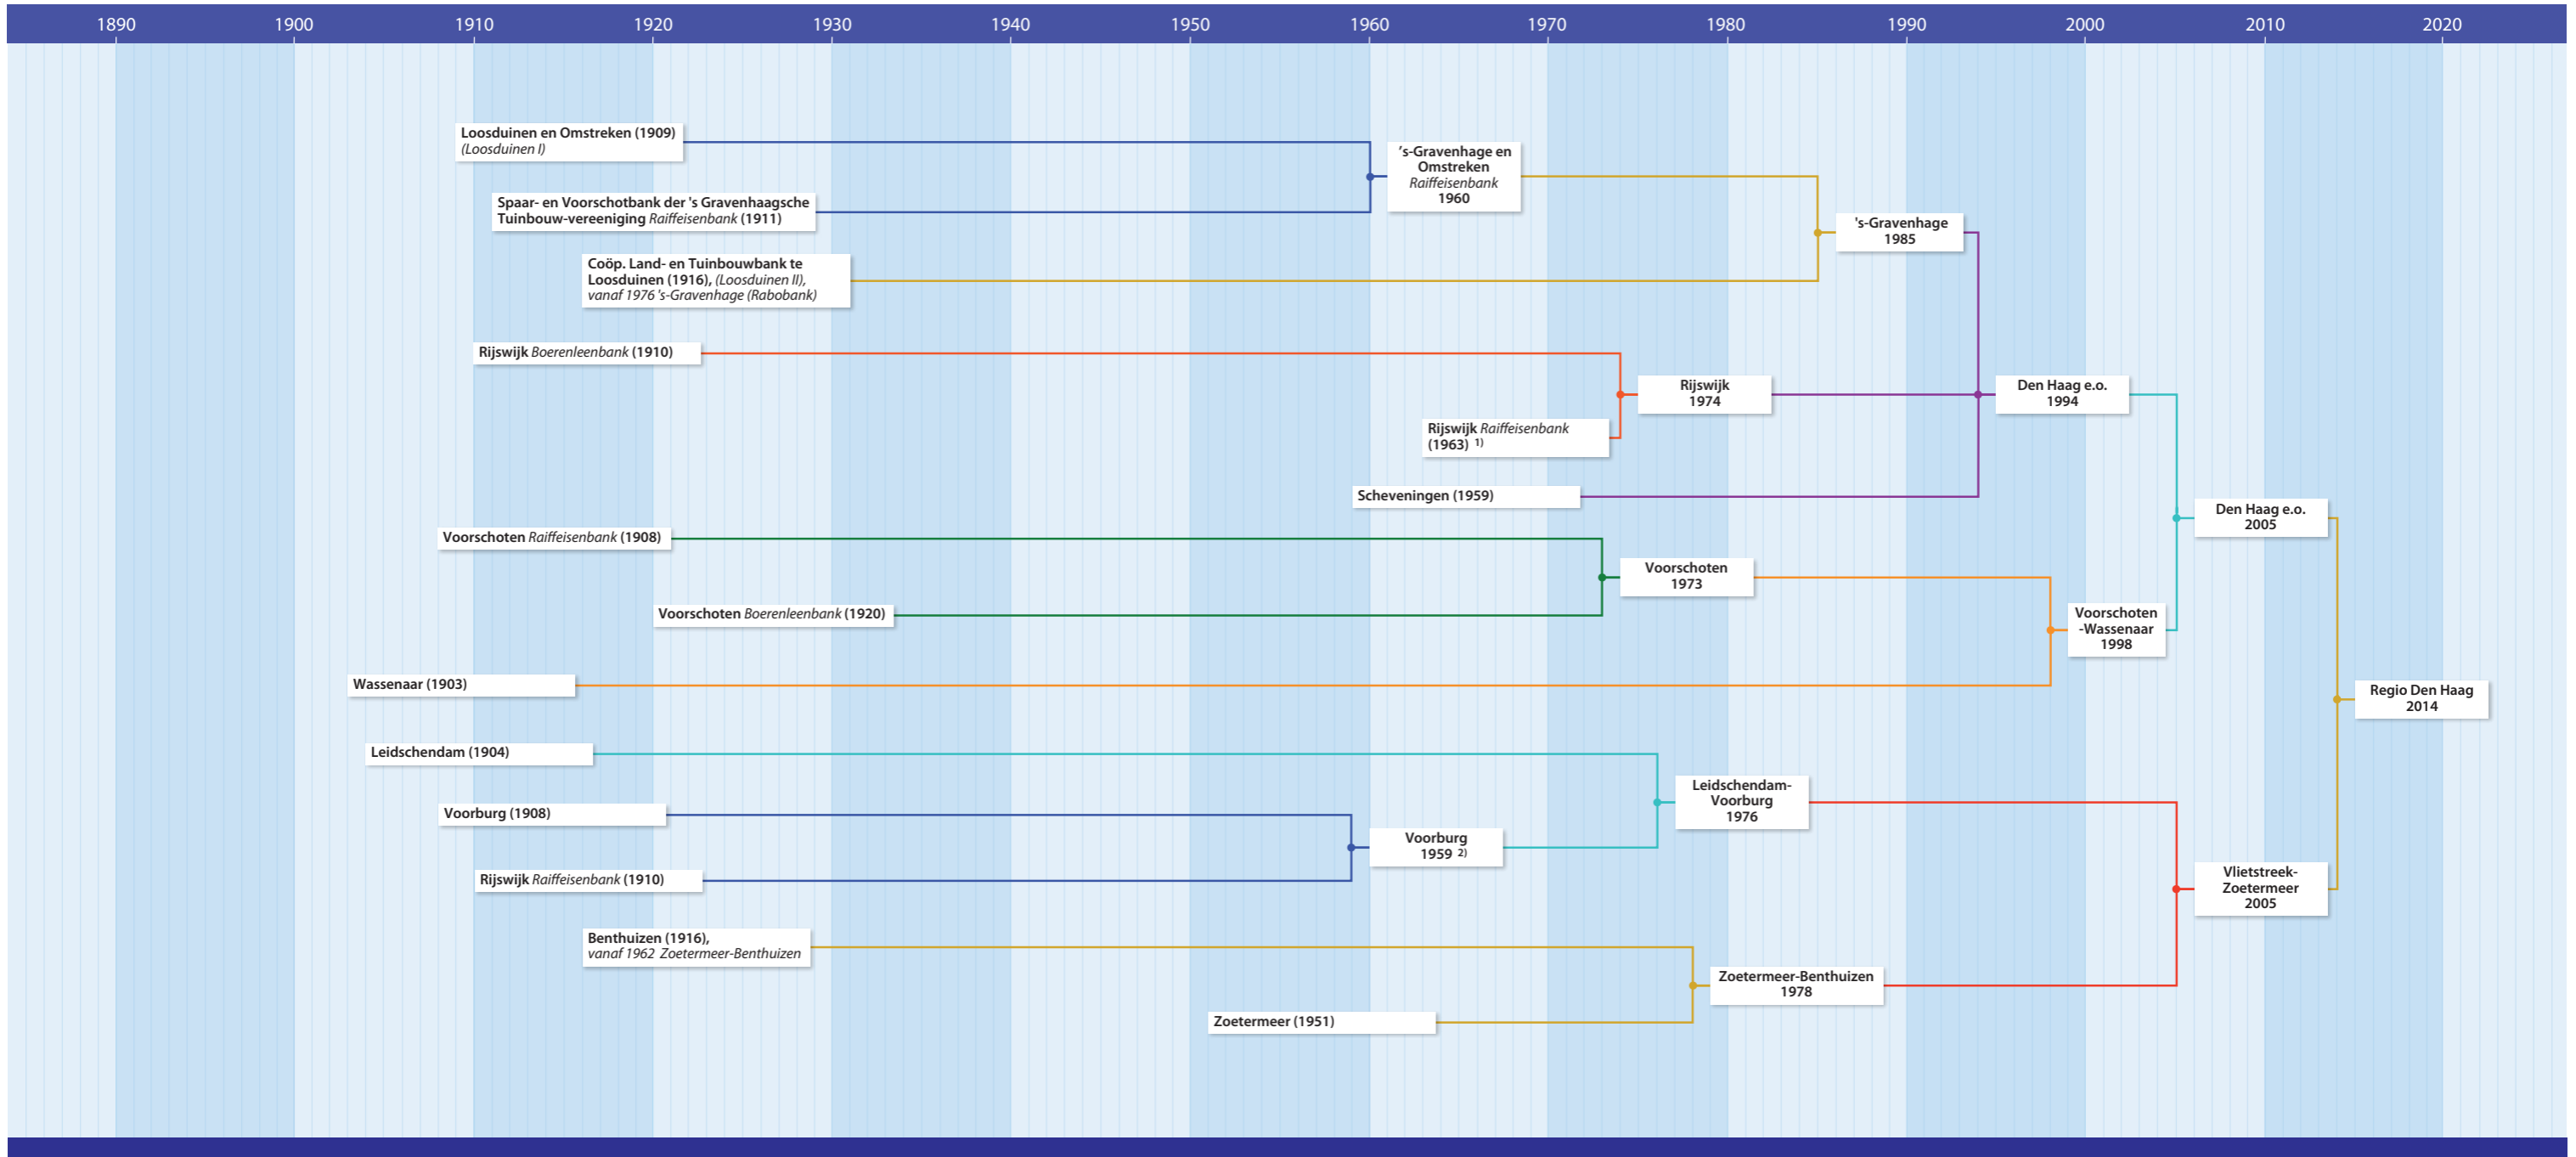 1890 1900 1910 1920 1930 1940 1950 1960 1970 1980 1990 2000 2010 2020
Loosduinen en Omstreken (1909)
(Loosduinen I)
's-Gravenhage en
Omstreken
Raiffeisenbank
1960
Spaar- en Voorschotbank der 's Gravenhaagsche
Tuinbouw-vereeniging Raiffeisenbank (1911)
's-Gravenhage
1985
Coöp. Land- en Tuinbouwbank te
Loosduinen (1916), (Loosduinen II),
vanaf 1976 's-Gravenhage (Rabobank)
Rijswijk Boerenleenbank (1910)
Rijswijk
1974
Den Haag e.o.
1994
Rijswijk Raiffeisenbank
(1963) 1)
Scheveningen (1959)
Den Haag e.o.
2005
Voorschoten Raiffeisenbank (1908)
Voorschoten
1973
Voorschoten Boerenleenbank (1920)
Voorschoten
-Wassenaar
1998
Wassenaar (1903)
Regio Den Haag
2014
Leidschendam (1904)
Leidschendam-
Voorburg
1976
Voorburg (1908)
Voorburg
1959 2)
Rijswijk Raiffeisenbank (1910)
Vlietstreek-
Zoetermeer
2005
Benthuizen (1916),
vanaf 1962 Zoetermeer-Benthuizen
Zoetermeer-Benthuizen
1978
Zoetermeer (1951)